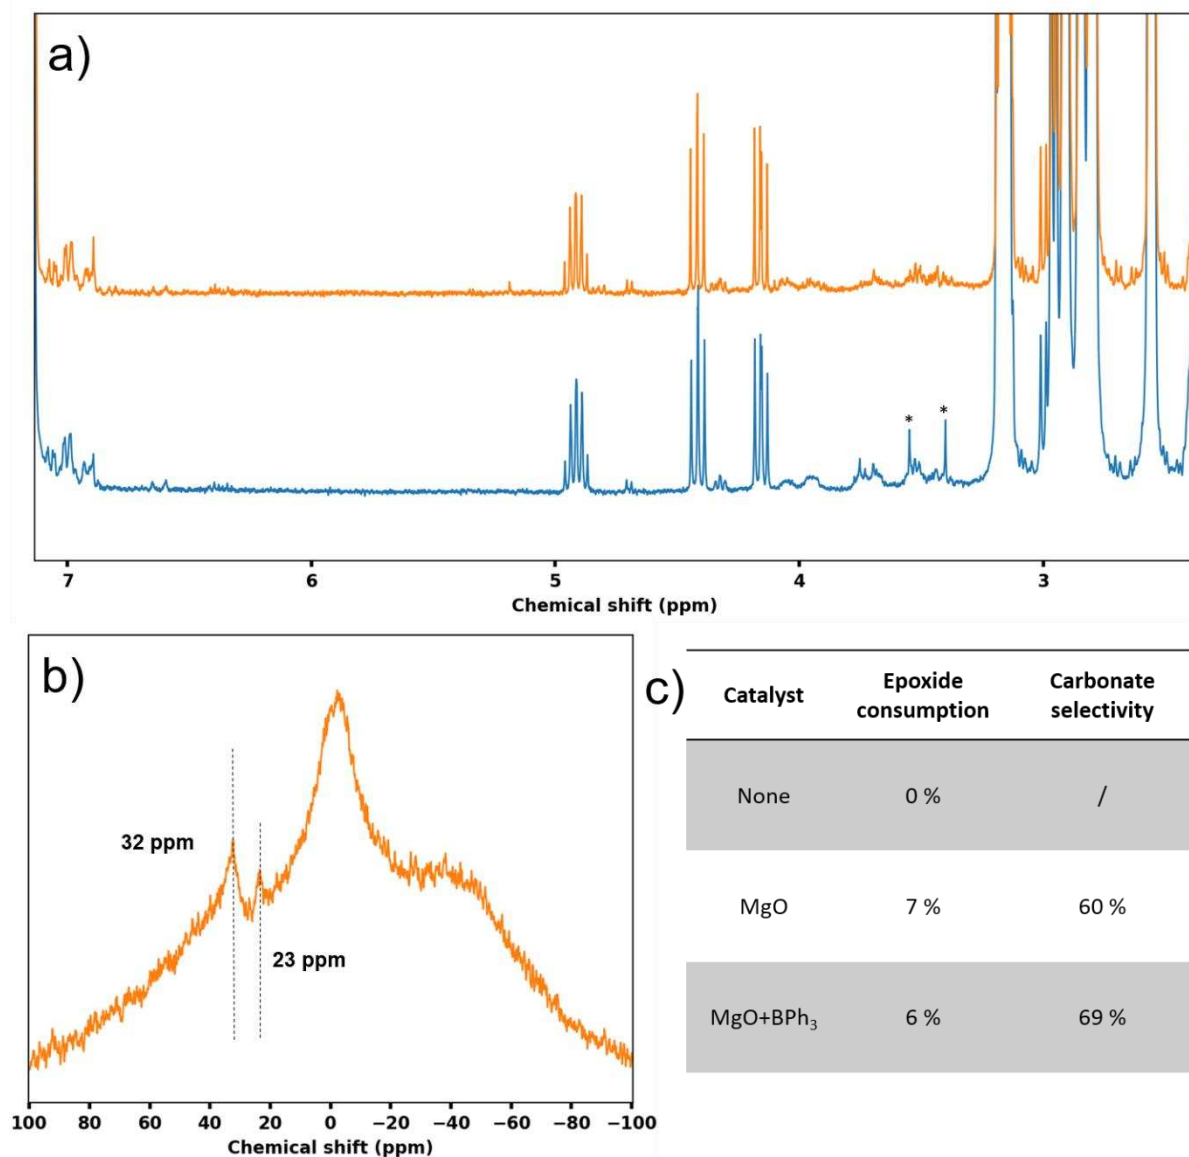 a)
* *
7 6 5 4 3
Chemical shift (ppm)
b)
32 ppm
23 ppm
100 80 60 40 20 0 −20 −40 −60 −80 −100
Chemical shift (ppm)
c)
Catalyst Epoxide consumption Carbonate selectivity
None 0 % /
MgO 7 % 60 %
MgO+BPh₃ 6 % 69 %